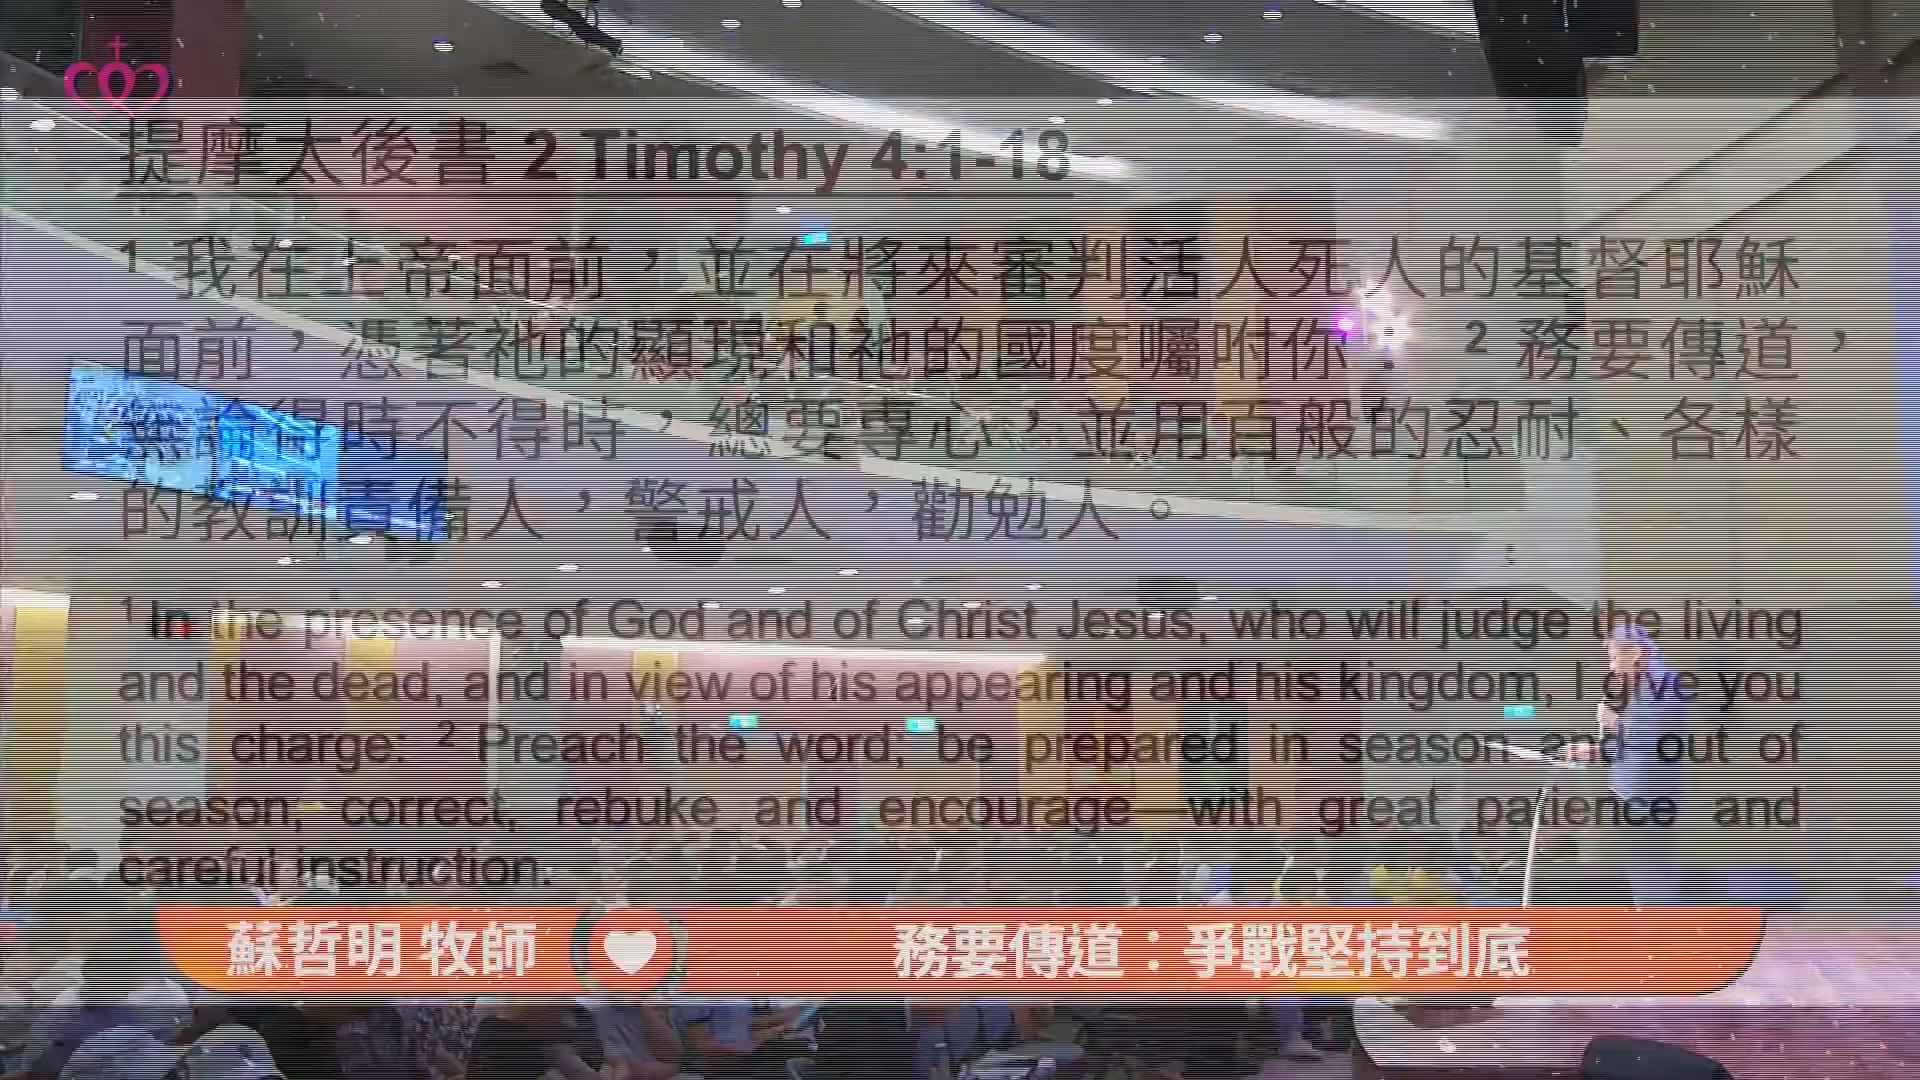 提摩太後書 2 Timothy 4:1-18
¹ 我在上帝面前，並在將來審判活人死人的基督耶穌
面前，憑著祂的顯現和祂的國度囑咐你： ² 務要傳道，
無論得時不得時，總要專心，並用百般的忍耐、各樣
的教訓責備人，警戒人，勸勉人。
¹ In the presence of God and of Christ Jesus, who will judge the living
and the dead, and in view of his appearing and his kingdom, I give you
this charge: ² Preach the word; be prepared in season and out of
season; correct, rebuke and encourage—with great patience and
careful instruction.
蘇哲明 牧師
務要傳道：爭戰堅持到底